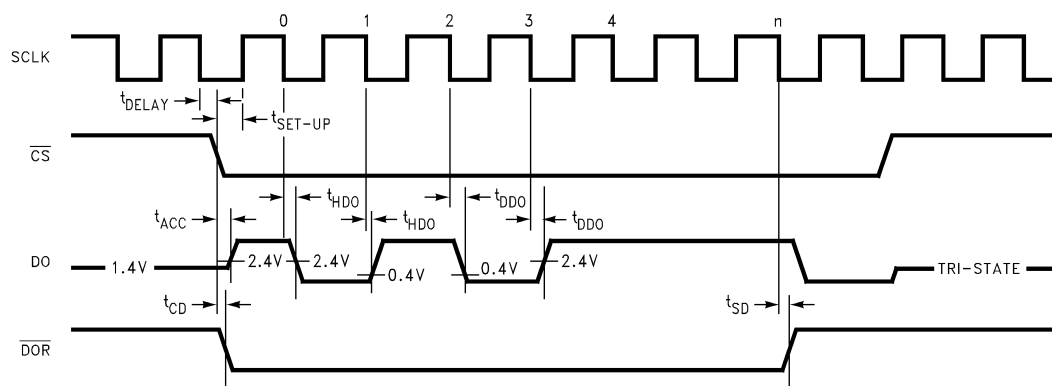 0 1 2 3 4 n
SCLK
tDELAY
tSET-UP
CS
tHDO
tHDO
tDDO
tDDO
tACC
DO
1.4V
2.4V
2.4V
0.4V
0.4V
2.4V
TRI-STATE
tCD
tSD
DOR